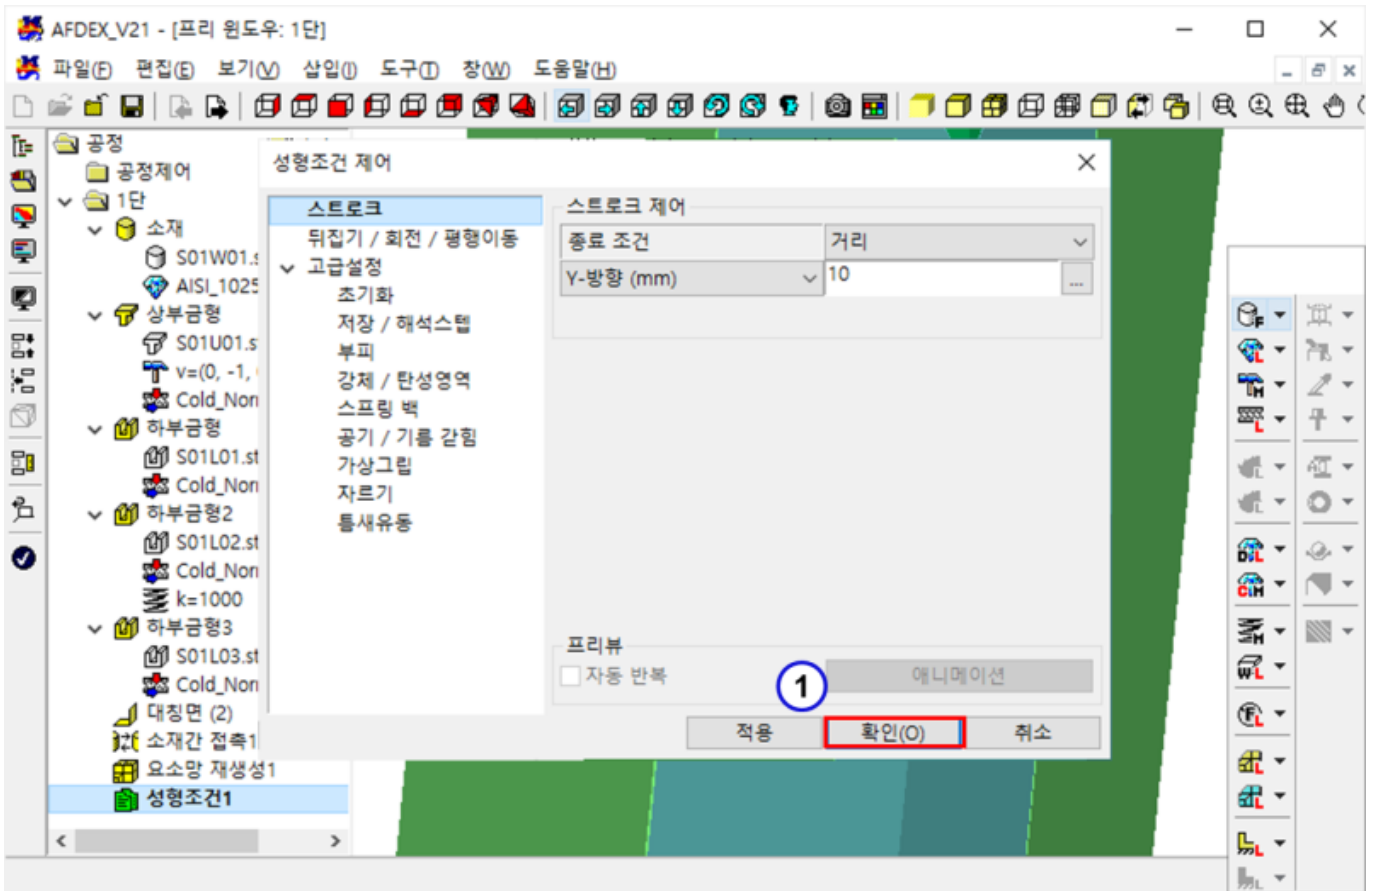 AFDEX_V21 - [프리 윈도우: 1단]
파일(F) 편집(E) 보기(V) 삽입(I) 도구(T) 창(W) 도움말(H)
공정
공정제어
1단
소재
S01W01.s
AISI_1025
상부금형
S01U01.s
v=(0, -1,
Cold_Nor
하부금형
S01L01.st
Cold_Nor
하부금형2
S01L02.st
Cold_Nor
k=1000
하부금형3
S01L03.st
Cold_Nor
대칭면 (2)
소재간 접촉1
요소망 재생성1
성형조건1
성형조건 제어
스트로크
뒤집기 / 회전 / 평행이동
고급설정
초기화
저장 / 해석스텝
부피
강체 / 탄성영역
스프링 백
공기 / 기름 갇힘
가상그립
자르기
틈새유동
스트로크 제어
종료 조건 거리
Y-방향 (mm) 10 ...
프리뷰
자동 반복 애니메이션
1
적용 확인(O) 취소